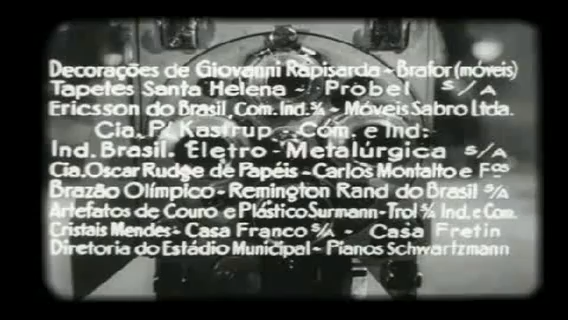 Decorações de Giovanni Rapisarda - Brafor (móveis)
Tapetes Santa Helena - Probel S/A
Ericsson do Brasil, Com. Ind. S/A - Móveis Sabro Ltda.
Cia. P/ Kastrup - Com. e Ind:
Ind. Brasil. Eletro - Metalúrgica S/A
Cia. Oscar Rudge de Papéis - Carlos Montalto e Fos
Brazão Olímpico - Remington Rand do Brasil S/A
Artefatos de Couro e Plástico Surmann - Trol S/A Ind. e Com.
Cristais Mendes - Casa Franco S/A - Casa Fretin
Diretoria do Estádio Municipal - Pianos Schwartzmann